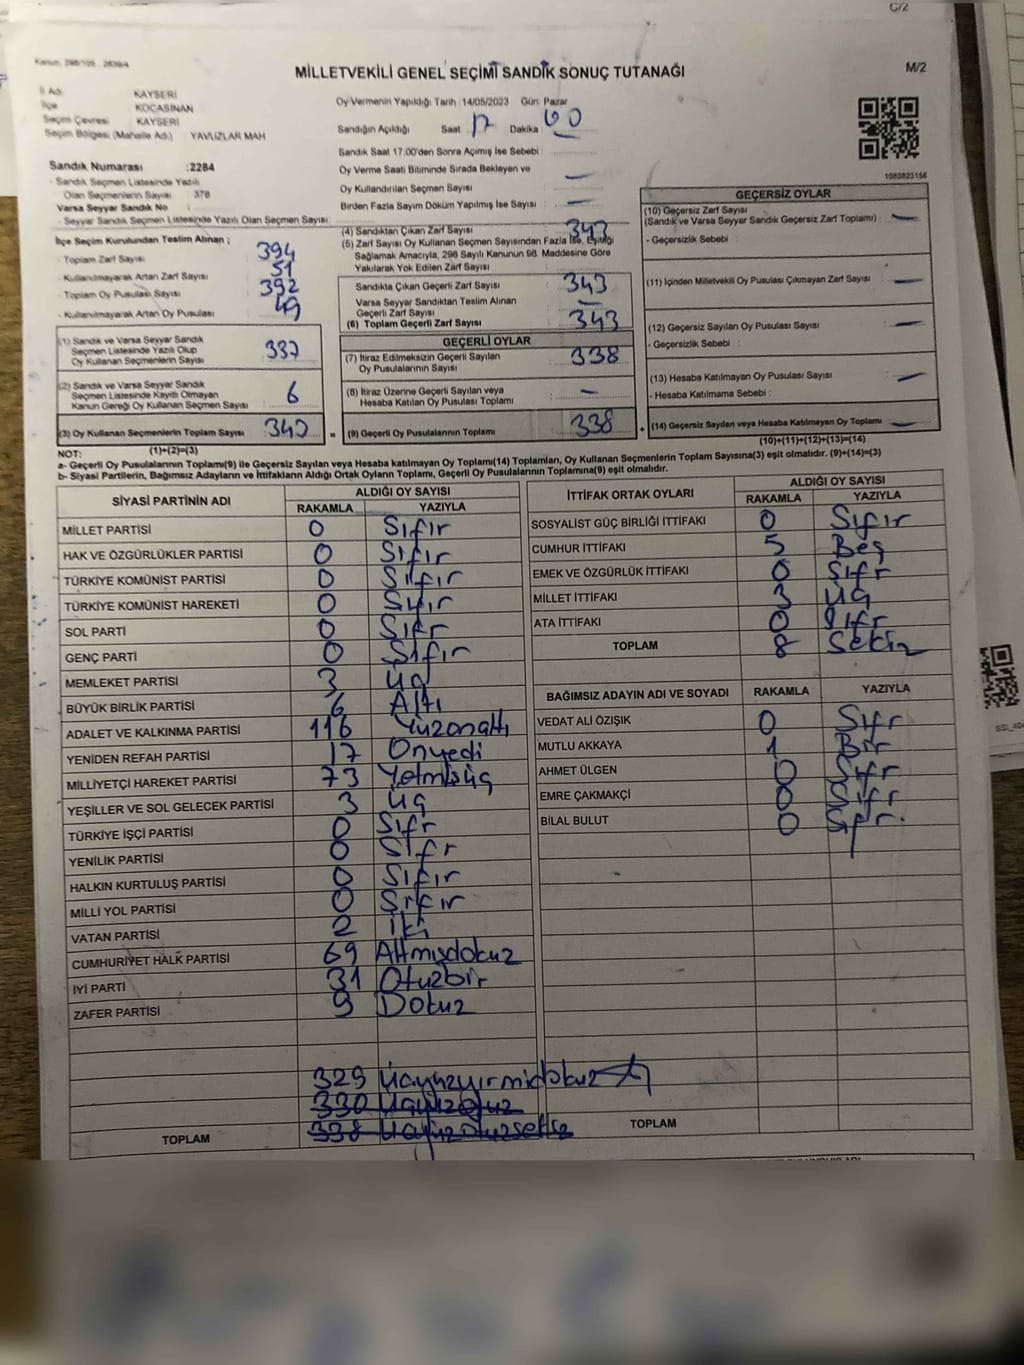 C/2
Kanun: 298/105 - 2839/4
MİLLETVEKİLİ GENEL SEÇİMİ SANDIK SONUÇ TUTANAĞI
M/2
İl Adı KAYSERİ
İlçe KOCASİNAN
Seçim Çevresi KAYSERİ
Seçim Bölgesi (Mahalle Adı) YAVUZLAR MAH
Sandık Numarası :2284
- Sandık Seçmen Listesinde Yazılı
Olan Seçmenlerin Sayısı : 378
Varsa Seyyar Sandık No :
- Seyyar Sandık Seçmen Listesinde Yazılı Olan Seçmen Sayısı :
Oy Vermenin Yapıldığı Tarih :14/05/2023 Gün: Pazar
Sandığın Açıldığı Saat 17 Dakika 00
Sandık Saat 17:00'den Sonra Açımış İse Sebebi :
Oy Verme Saati Bitiminde Sırada Bekleyen ve
Oy Kullandırılan Seçmen Sayısı : —
Birden Fazla Sayım Döküm Yapılmış İse Sayısı : —
1083823156
İlçe Seçim Kurulundan Teslim Alınan ;
- Toplam Zarf Sayısı 394
- Kullanılmayarak Artan Zarf Sayısı 51
- Toplam Oy Pusulası Sayısı 392
- Kullanılmayarak Artan Oy Pusulası 49
(1) Sandık ve Varsa Seyyar Sandık
Seçmen Listesinde Yazılı Olup
Oy Kullanan Seçmenlerin Sayısı 337
(2) Sandık ve Varsa Seyyar Sandık
Seçmen Listesinde Kayıtlı Olmayan
Kanun Gereği Oy Kullanan Seçmen Sayısı 6
(3) Oy Kullanan Seçmenlerin Toplam Sayısı 343
(1)+(2)=(3)
(4) Sandıktan Çıkan Zarf Sayısı 343
(5) Zarf Sayısı Oy Kullanan Seçmen Sayısından Fazla İse, Eşitliği
Sağlamak Amacıyla, 298 Sayılı Kanunun 98. Maddesine Göre
Yakılarak Yok Edilen Zarf Sayısı
Sandıkta Çıkan Geçerli Zarf Sayısı 343
Varsa Seyyar Sandıktan Teslim Alınan
Geçerli Zarf Sayısı —
(6) Toplam Geçerli Zarf Sayısı 343
GEÇERLİ OYLAR
(7) İtiraz Edilmeksizin Geçerli Sayılan
Oy Pusulalarının Sayısı 338
(8) İtiraz Üzerine Geçerli Sayılan veya
Hesaba Katılan Oy Pusulası Toplamı —
= (9) Geçerli Oy Pusulalarının Toplamı 338 +
GEÇERSİZ OYLAR
(10) Geçersiz Zarf Sayısı
(Sandık ve Varsa Seyyar Sandık Geçersiz Zarf Toplamı) : —
- Geçersizlik Sebebi :
(11) İçinden Milletvekili Oy Pusulası Çıkmayan Zarf Sayısı —
(12) Geçersiz Sayılan Oy Pusulası Sayısı —
- Geçersizlik Sebebi :
(13) Hesaba Katılmayan Oy Pusulası Sayısı —
- Hesaba Katılmama Sebebi :
(14) Geçersiz Sayılan veya Hesaba Katılmayan Oy Toplamı —
(10)+(11)+(12)+(13)=(14)
NOT:
a- Geçerli Oy Pusulalarının Toplamı(9) ile Geçersiz Sayılan veya Hesaba katılmayan Oy Toplamı(14) Toplamları, Oy Kullanan Seçmenlerin Toplam Sayısına(3) eşit olmalıdır. (9)+(14)=(3)
b- Siyasi Partilerin, Bağımsız Adayların ve İttifakların Aldığı Ortak Oyların Toplamı, Geçerli Oy Pusulalarının Toplamına(9) eşit olmalıdır.
SİYASİ PARTİNİN ADI ALDIĞI OY SAYISI
RAKAMLA YAZIYLA
MİLLET PARTİSİ 0 Sıfır
HAK VE ÖZGÜRLÜKLER PARTİSİ 0 Sıfır
TÜRKİYE KOMÜNİST PARTİSİ 0 Sıfır
TÜRKİYE KOMÜNİST HAREKETİ 0 Sıfır
SOL PARTİ 0 Sıfr
GENÇ PARTİ 0 Sıfır
MEMLEKET PARTİSİ 3 üç
BÜYÜK BİRLİK PARTİSİ 6 Altı
ADALET VE KALKINMA PARTİSİ 116 Yüzonaltı
YENİDEN REFAH PARTİSİ 17 Onyedi
MİLLİYETÇİ HAREKET PARTİSİ 73 Yetmişüç
YEŞİLLER VE SOL GELECEK PARTİSİ 3 üç
TÜRKİYE İŞÇİ PARTİSİ 0 Sıfr
YENİLİK PARTİSİ 0 Sıfr
HALKIN KURTULUŞ PARTİSİ 0 Sıfır
MİLLİ YOL PARTİSİ 0 Sıfır
VATAN PARTİSİ 2 iki
CUMHURİYET HALK PARTİSİ 69 Altmışdokuz
İYİ PARTİ 31 Otuzbir
ZAFER PARTİSİ 9 Dokuz
329 üçyüzyirmidokuz
330 üçyüzotuz
TOPLAM 338 üçyüzotuzsekiz
İTTİFAK ORTAK OYLARI ALDIĞI OY SAYISI
RAKAMLA YAZIYLA
SOSYALİST GÜÇ BİRLİĞİ İTTİFAKI 0 Sıfır
CUMHUR İTTİFAKI 5 Beş
EMEK VE ÖZGÜRLÜK İTTİFAKI 0 Sıfr
MİLLET İTTİFAKI 3 üç
ATA İTTİFAKI 0 Sıfr
TOPLAM 8 Sekiz
BAĞIMSIZ ADAYIN ADI VE SOYADI RAKAMLA YAZIYLA
VEDAT ALİ ÖZIŞIK 0 Sıfr
MUTLU AKKAYA 1 Bir
AHMET ÜLGEN 0 Sıfr
EMRE ÇAKMAKÇI 0 Sıfr
BİLAL BULUT 0 Sıfr.
TOPLAM